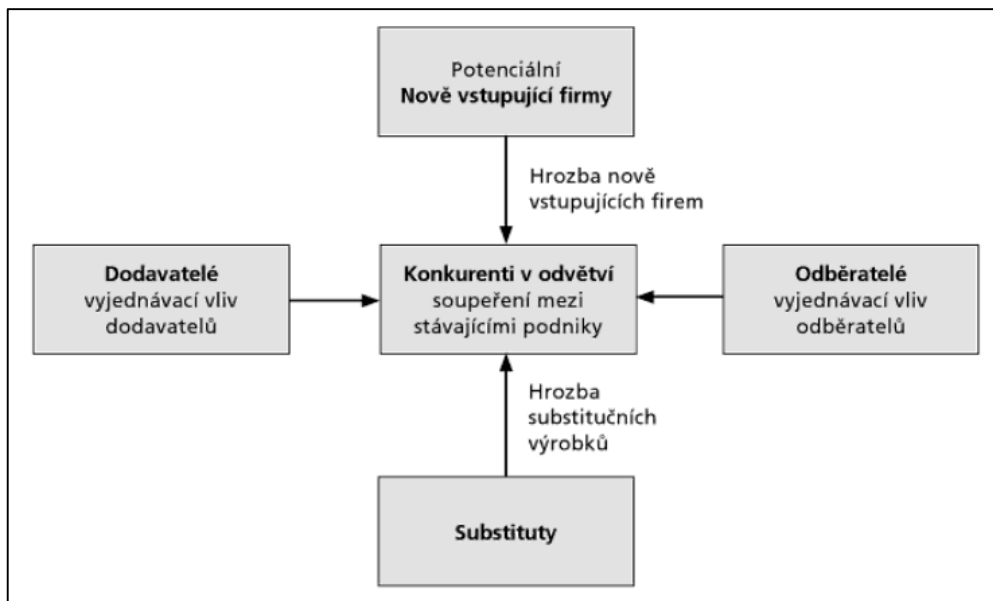 Potenciální
Nově vstupující firmy
Hrozba nově
vstupujících firem
Dodavatelé
vyjednávací vliv
dodavatelů
Konkurenti v odvětví
soupeření mezi
stávajícími podniky
Odběratelé
vyjednávací vliv
odběratelů
Hrozba
substitučních
výrobků
Substituty